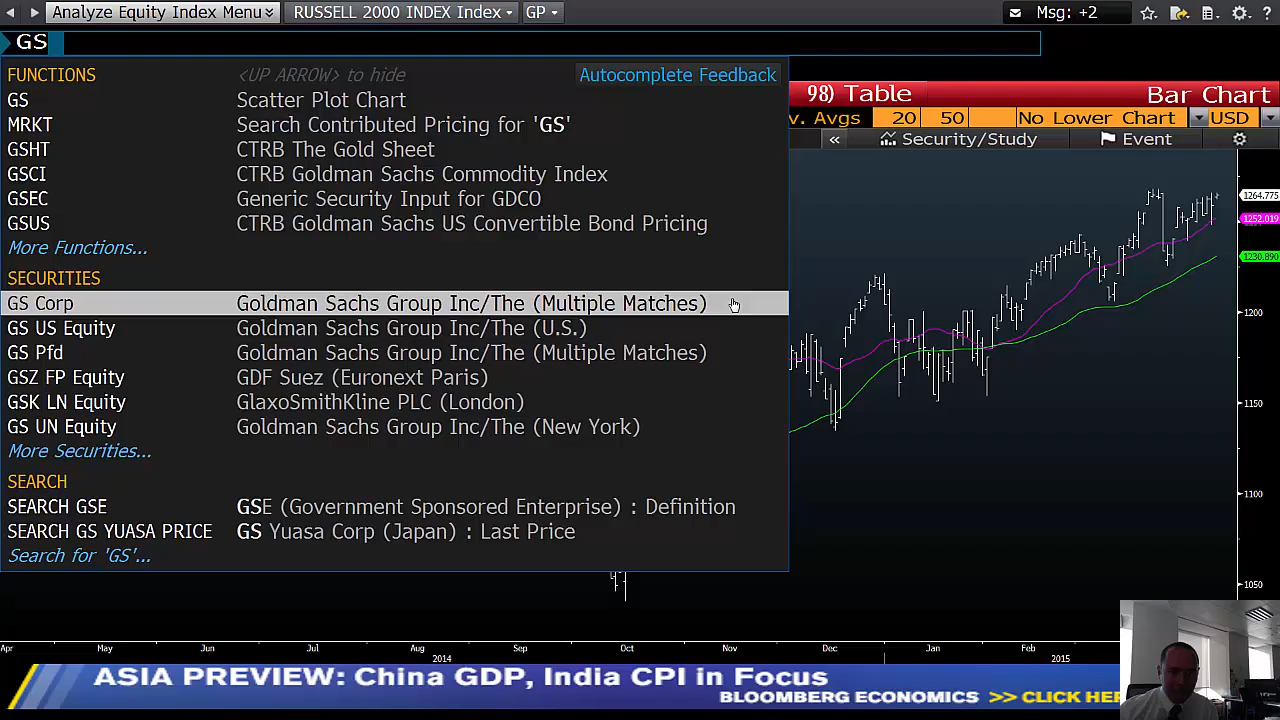 Analyze Equity Index Menu RUSSELL 2000 INDEX Index GP Msg: +2 ?
GS
FUNCTIONS <UP ARROW> to hide Autocomplete Feedback
GS Scatter Plot Chart
MRKT Search Contributed Pricing for 'GS'
GSHT CTRB The Gold Sheet
GSCI CTRB Goldman Sachs Commodity Index
GSEC Generic Security Input for GDCO
GSUS CTRB Goldman Sachs US Convertible Bond Pricing
More Functions...
SECURITIES
GS Corp Goldman Sachs Group Inc/The (Multiple Matches)
GS US Equity Goldman Sachs Group Inc/The (U.S.)
GS Pfd Goldman Sachs Group Inc/The (Multiple Matches)
GSZ FP Equity GDF Suez (Euronext Paris)
GSK LN Equity GlaxoSmithKline PLC (London)
GS UN Equity Goldman Sachs Group Inc/The (New York)
More Securities...
SEARCH
SEARCH GSE GSE (Government Sponsored Enterprise) : Definition
SEARCH GS YUASA PRICE GS Yuasa Corp (Japan) : Last Price
Search for 'GS'...
98) Table Bar Chart
v. Avgs 20 50 No Lower Chart USD
« Security/Study Event
1264.775
1252.019
1230.890
1200
1150
1100
1050
Apr May Jun Jul Aug Sep Oct Nov Dec Jan Feb
2014 2015
ASIA PREVIEW: China GDP, India CPI in Focus
BLOOMBERG ECONOMICS >> CLICK HER